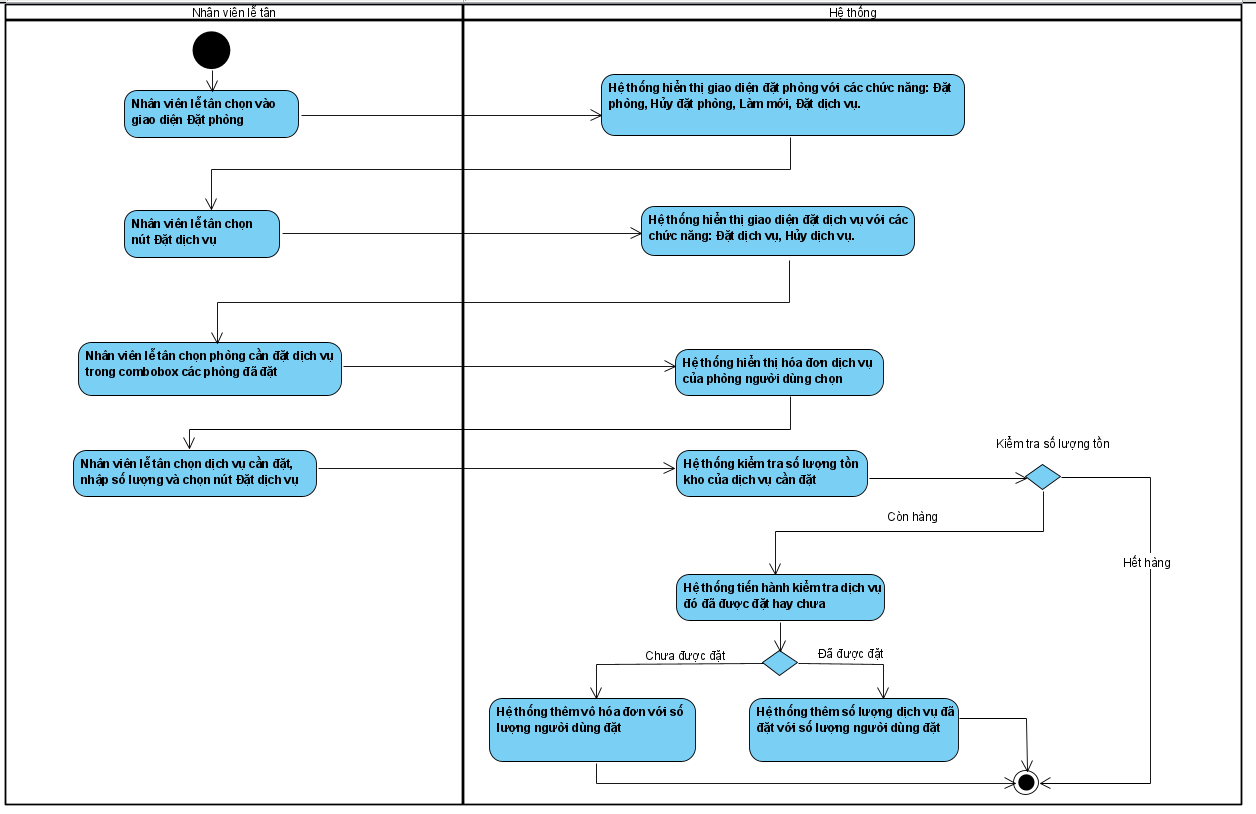 Nhân viên lễ tân
Hệ thống
Nhân viên lễ tân chọn vào
giao diện Đặt phòng
Hệ thống hiển thị giao diện đặt phòng với các chức năng: Đặt
phòng, Hủy đặt phòng, Làm mới, Đặt dịch vụ.
Nhân viên lễ tân chọn
nút Đặt dịch vụ
Hệ thống hiển thị giao diện đặt dịch vụ với các
chức năng: Đặt dịch vụ, Hủy dịch vụ.
Nhân viên lễ tân chọn phòng cần đặt dịch vụ
trong combobox các phòng đã đặt
Hệ thống hiển thị hóa đơn dịch vụ
của phòng người dùng chọn
Nhân viên lễ tân chọn dịch vụ cần đặt,
nhập số lượng và chọn nút Đặt dịch vụ
Hệ thống kiểm tra số lượng tồn
kho của dịch vụ cần đặt
Kiểm tra số lượng tồn
Còn hàng
Hết hàng
Hệ thống tiến hành kiểm tra dịch vụ
đó đã được đặt hay chưa
Chưa được đặt
Đã được đặt
Hệ thống thêm vô hóa đơn với số
lượng người dùng đặt
Hệ thống thêm số lượng dịch vụ đã
đặt với số lượng người dùng đặt